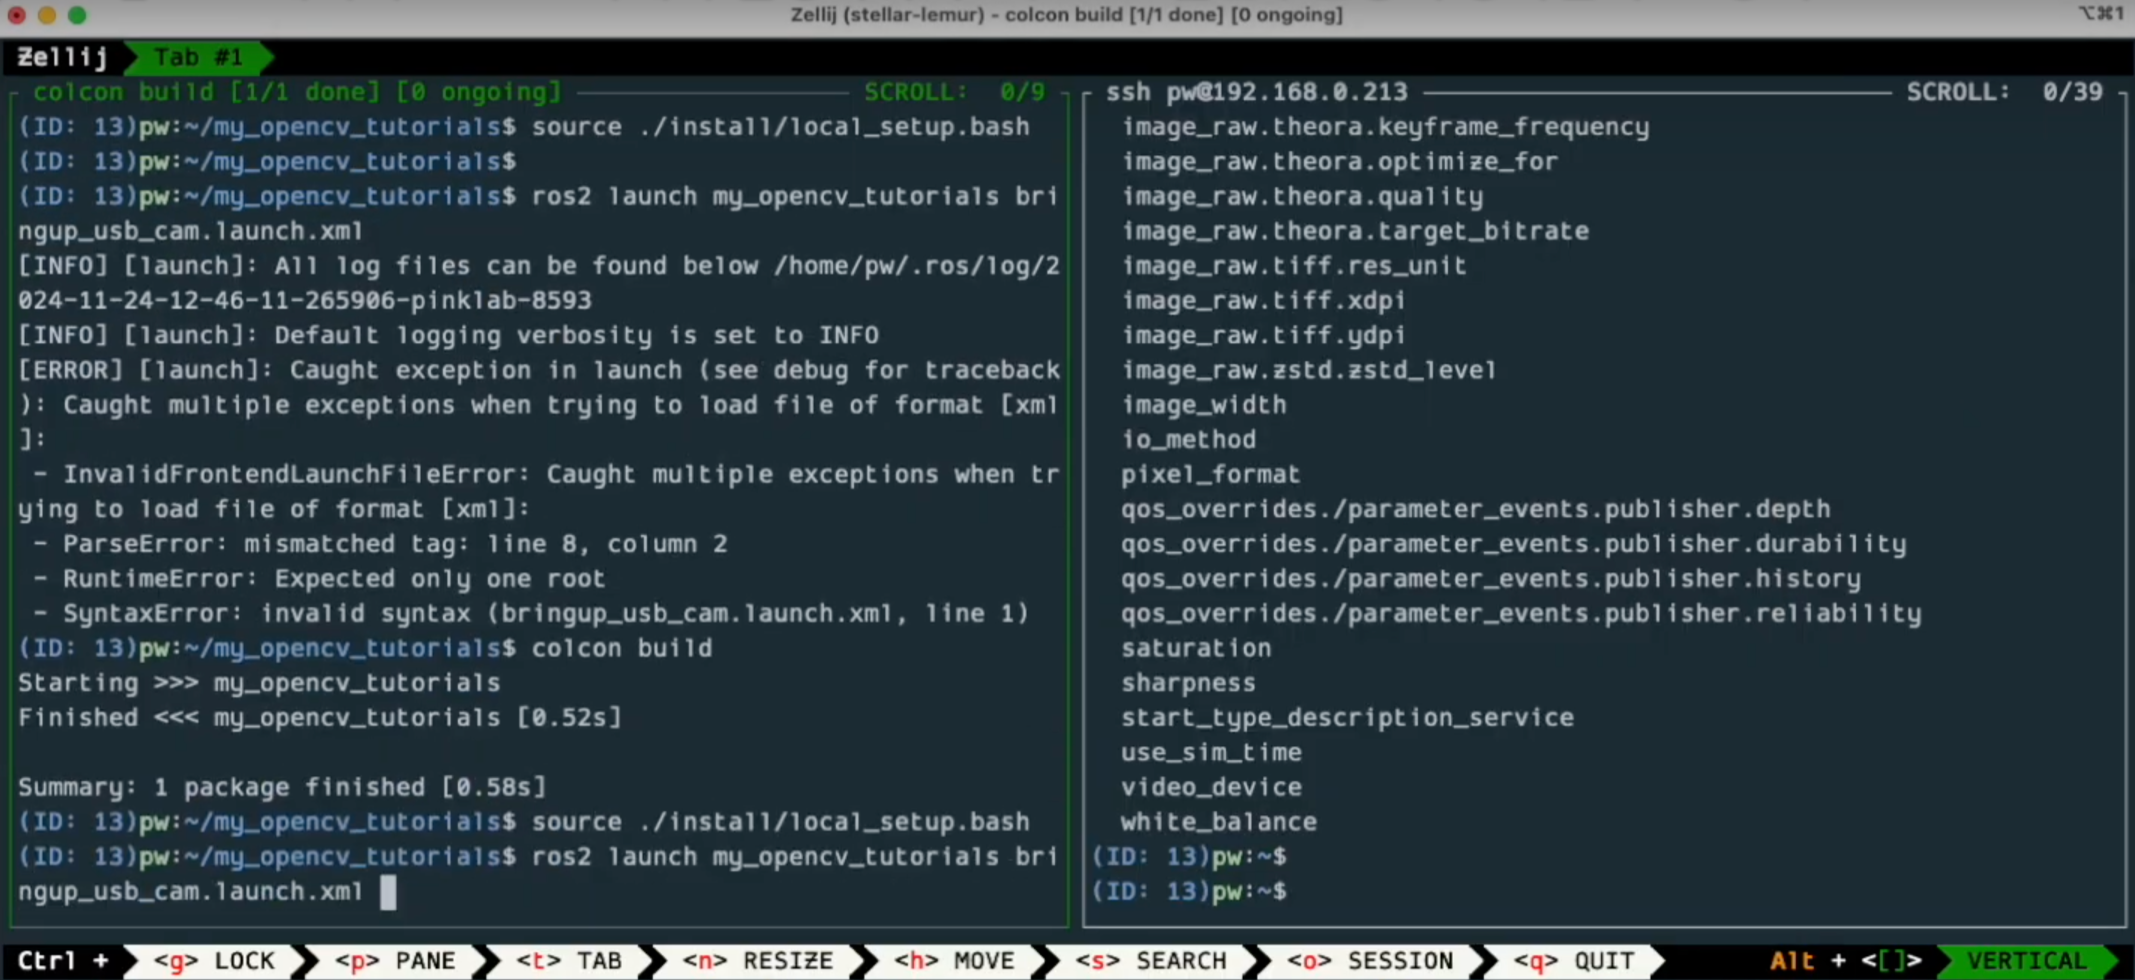 Zellij (stellar-lemur) - colcon build [1/1 done] [0 ongoing]
⌥⌘1
Zellij
Tab #1
colcon build [1/1 done] [0 ongoing]
SCROLL: 0/9
(ID: 13)pw:~/my_opencv_tutorials$ source ./install/local_setup.bash
(ID: 13)pw:~/my_opencv_tutorials$
(ID: 13)pw:~/my_opencv_tutorials$ ros2 launch my_opencv_tutorials bri
ngup_usb_cam.launch.xml
[INFO] [launch]: All log files can be found below /home/pw/.ros/log/2
024-11-24-12-46-11-265906-pinklab-8593
[INFO] [launch]: Default logging verbosity is set to INFO
[ERROR] [launch]: Caught exception in launch (see debug for traceback
): Caught multiple exceptions when trying to load file of format [xml
]:
- InvalidFrontendLaunchFileError: Caught multiple exceptions when tr
ying to load file of format [xml]:
- ParseError: mismatched tag: line 8, column 2
- RuntimeError: Expected only one root
- SyntaxError: invalid syntax (bringup_usb_cam.launch.xml, line 1)
(ID: 13)pw:~/my_opencv_tutorials$ colcon build
Starting >>> my_opencv_tutorials
Finished <<< my_opencv_tutorials [0.52s]
Summary: 1 package finished [0.58s]
(ID: 13)pw:~/my_opencv_tutorials$ source ./install/local_setup.bash
(ID: 13)pw:~/my_opencv_tutorials$ ros2 launch my_opencv_tutorials bri
ngup_usb_cam.launch.xml
ssh pw@192.168.0.213
SCROLL: 0/39
image_raw.theora.keyframe_frequency
image_raw.theora.optimize_for
image_raw.theora.quality
image_raw.theora.target_bitrate
image_raw.tiff.res_unit
image_raw.tiff.xdpi
image_raw.tiff.ydpi
image_raw.zstd.zstd_level
image_width
io_method
pixel_format
qos_overrides./parameter_events.publisher.depth
qos_overrides./parameter_events.publisher.durability
qos_overrides./parameter_events.publisher.history
qos_overrides./parameter_events.publisher.reliability
saturation
sharpness
start_type_description_service
use_sim_time
video_device
white_balance
(ID: 13)pw:~$
(ID: 13)pw:~$
Ctrl + <g> LOCK <p> PANE <t> TAB <n> RESIZE <h> MOVE <s> SEARCH <o> SESSION <q> QUIT Alt + <[]> VERTICAL